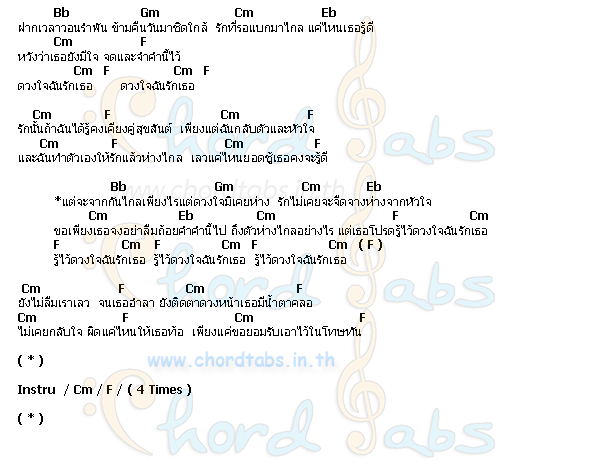 Bb Gm Cm Eb
ฝากเวลาวอนรำพัน ข้ามคืนวันมาชิดใกล้ รักที่รอแบกมาไกล แค่ไหนเธอรู้ดี
Cm F
หวังว่าเธอยังมีใจ จดและจำคำนี้ไว้
Cm F Cm F
ดวงใจฉันรักเธอ ดวงใจฉันรักเธอ
Cm F Cm F
รักนั้นถ้าฉันได้รู้คงเคียงคู่สุขสันต์ เพียงแต่ฉันกลับตัวและหัวใจ
Cm F Cm F
และฉันทำตัวเองให้รักแล้วห่างไกล เลวแค่ไหนยอดชู้เธอคงจะรู้ดี
Bb Gm Cm Eb
*แต่จะจากกันไกลเพียงไรแต่ดวงใจมิเคยห่าง รักไม่เคยจะจืดจางห่างจากหัวใจ
Cm Eb Cm F Cm
ขอเพียงเธอจงอย่าลืมถ้อยคำคำนี้ไป ถึงตัวห่างไกลอย่างไร แต่เธอโปรดรู้ไว้ดวงใจฉันรักเธอ
F Cm F Cm F Cm ( F )
รู้ไว้ดวงใจฉันรักเธอ รู้ไว้ดวงใจฉันรักเธอ รู้ไว้ดวงใจฉันรักเธอ
Cm F Cm F
ยังไม่ลืมเราเลว จนเธออำลา ยังติดตาดวงหน้าเธอมีน้ำตาคลอ
Cm F Cm F
ไม่เคยกลับใจ ผิดแค่ไหนให้เธอท้อ เพียงแค่ขอยอมรับเอาไว้ในโทษทัน
( * )
www.chordtabs.in.th
Instru / Cm / F / ( 4 Times )
( * )
Chord Tabs
Chord Tabs
Chord Tabs